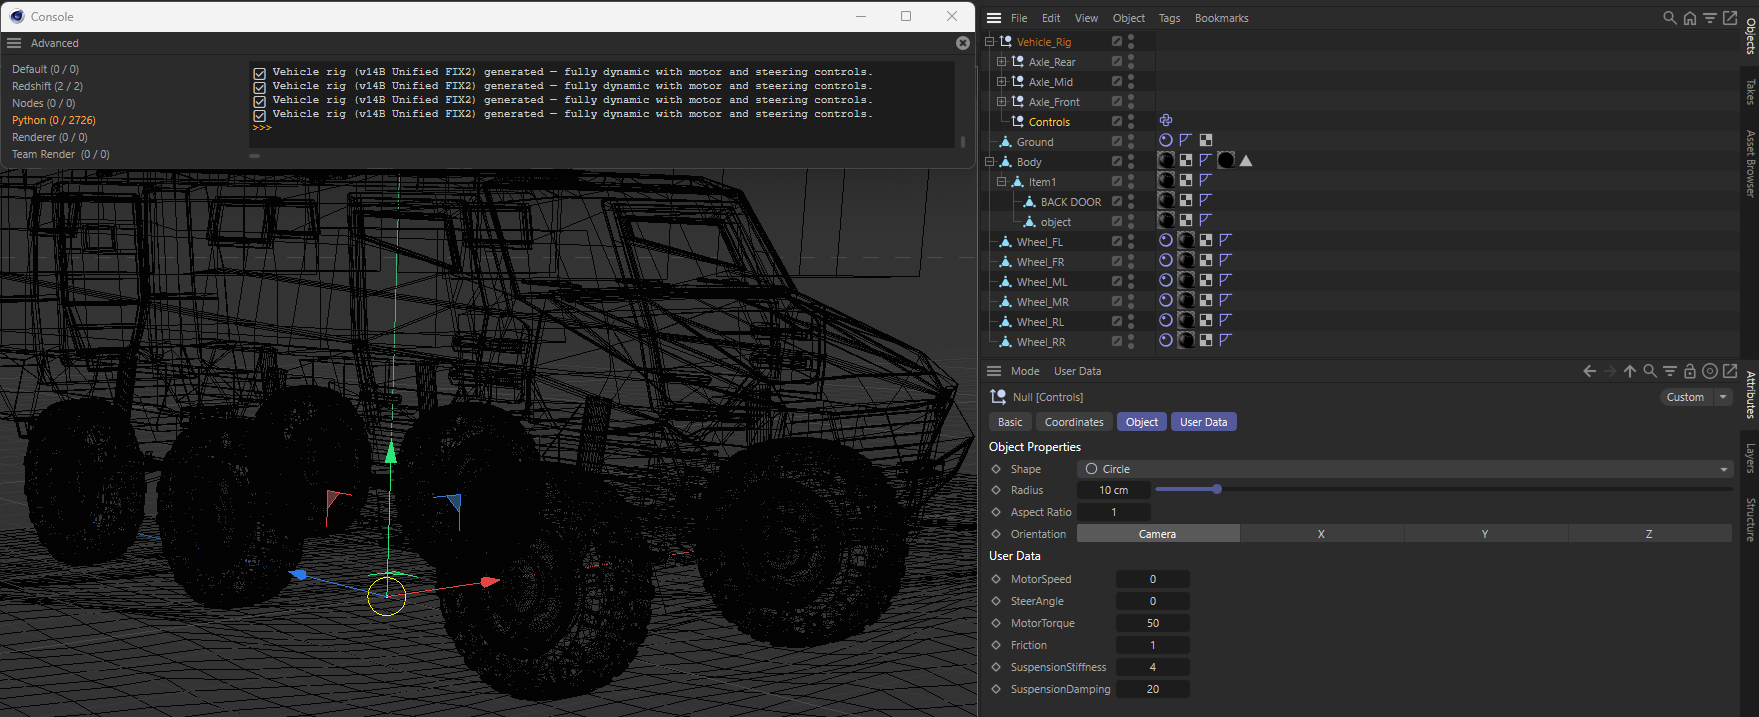 Console
Advanced
Default (0 / 0)
Redshift (2 / 2)
Nodes (0 / 0)
Python (0 / 2726)
Renderer (0 / 0)
Team Render (0 / 0)
Vehicle rig (v14B Unified FIX2) generated — fully dynamic with motor and steering controls.
Vehicle rig (v14B Unified FIX2) generated — fully dynamic with motor and steering controls.
Vehicle rig (v14B Unified FIX2) generated — fully dynamic with motor and steering controls.
Vehicle rig (v14B Unified FIX2) generated — fully dynamic with motor and steering controls.
>>>
File Edit View Object Tags Bookmarks
Vehicle_Rig
Axle_Rear
Axle_Mid
Axle_Front
Controls
Ground
Body
Item1
BACK DOOR
object
Wheel_FL
Wheel_FR
Wheel_ML
Wheel_MR
Wheel_RL
Wheel_RR
Objects
Takes
Asset Browser
Mode User Data
Null [Controls]
Custom
Basic Coordinates Object User Data
Object Properties
Shape Circle
Radius 10 cm
Aspect Ratio 1
Orientation Camera X Y Z
User Data
MotorSpeed 0
SteerAngle 0
MotorTorque 50
Friction 1
SuspensionStiffness 4
SuspensionDamping 20
Attributes
Layers
Structure